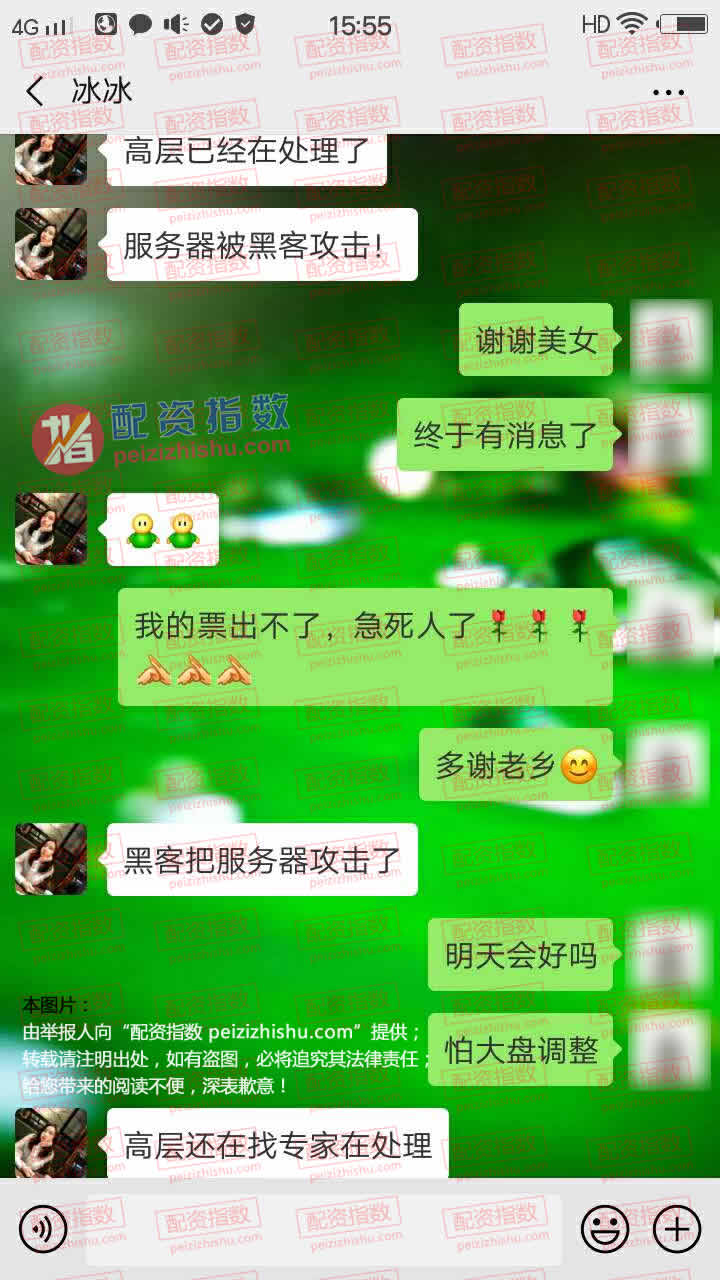 4G
15:55
HD
冰冰
高层已经在处理了
服务器被黑客攻击！
谢谢美女
配资指数
peizizhishu.com
终于有消息了
我的票出不了，急死人了
多谢老乡
黑客把服务器攻击了
明天会好吗
本图片：
由举报人向“配资指数 peizizhishu.com”提供；
转载请注明出处，如有盗图，必将追究其法律责任；
给您带来的阅读不便，深表歉意！
怕大盘调整
高层还在找专家在处理